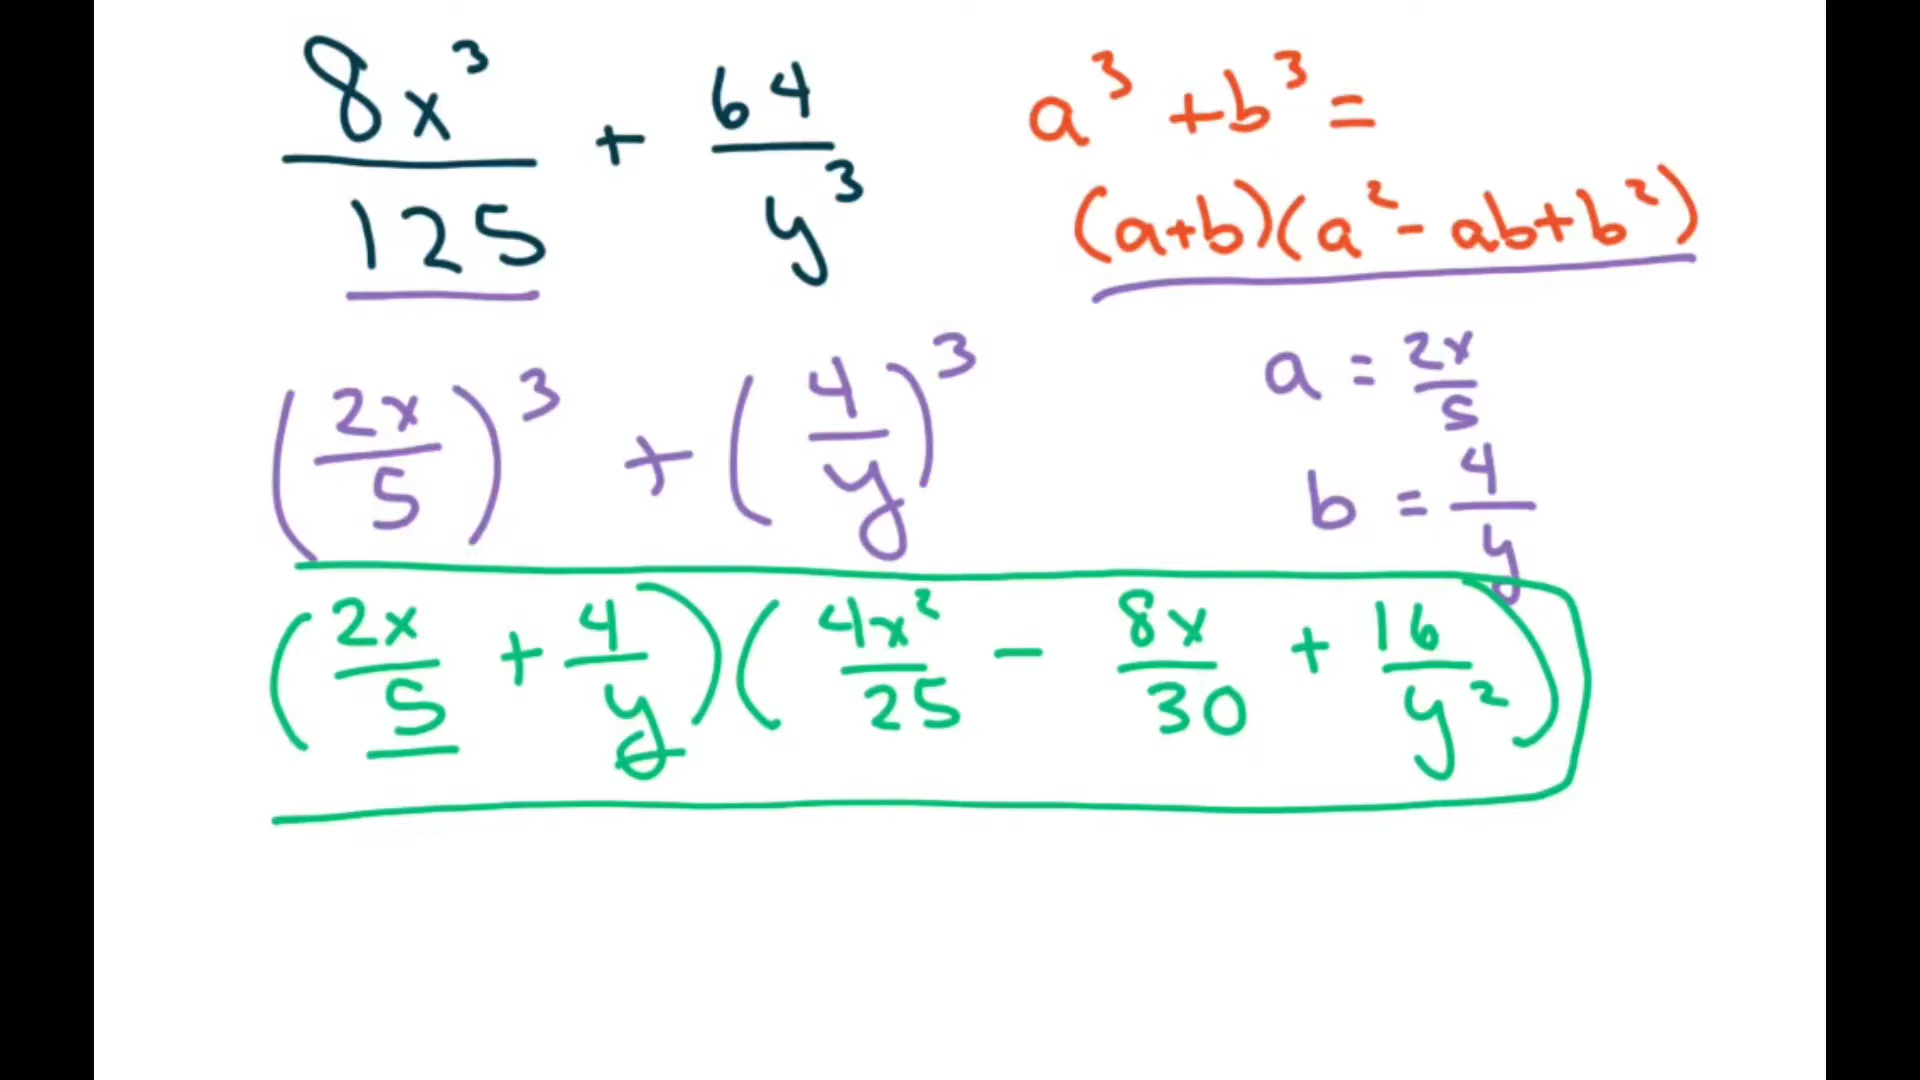 8x³/125 + 64/y³
a³ + b³ =
(a+b)(a² - ab + b²)
(2x/5)³ + (4/y)³
a = 2x/5
b = 4/y
(2x/5 + 4/y)(4x²/25 - 8x/30 + 16/y²)